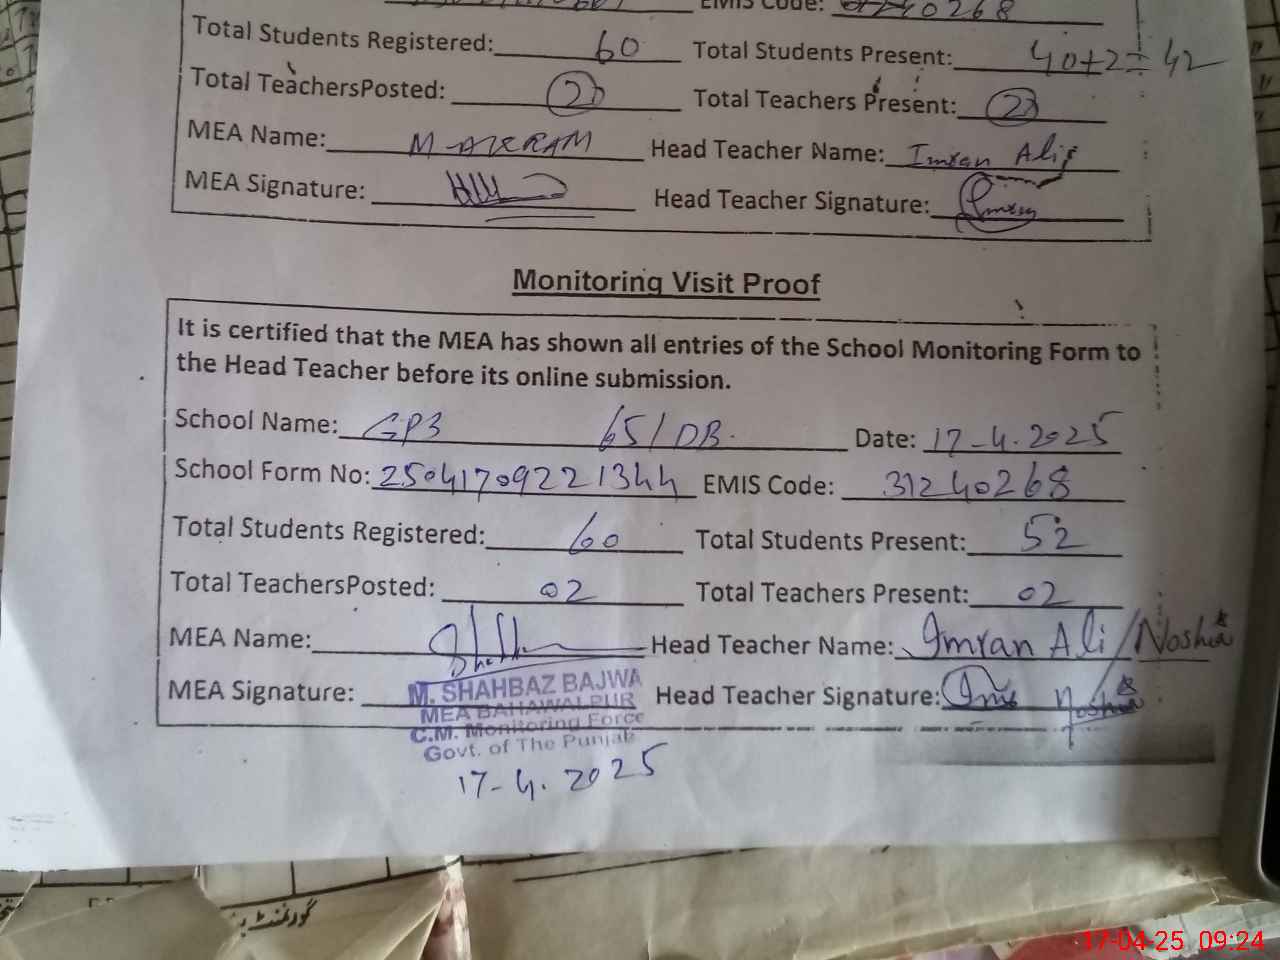 EMIS Code: 31240268
Total Students Registered: 60 Total Students Present: 40+2=42
Total TeachersPosted: 2 Total Teachers Present: 2
MEA Name: M-AKRAM Head Teacher Name: Imran Ali
MEA Signature: Head Teacher Signature: Imran
Monitoring Visit Proof
It is certified that the MEA has shown all entries of the School Monitoring Form to
the Head Teacher before its online submission.
School Name: GPS 65/DB. Date: 17-4.2025
School Form No: 25041709221344 EMIS Code: 31240268
Total Students Registered: 60 Total Students Present: 52
Total TeachersPosted: 02 Total Teachers Present: 02
MEA Name: Head Teacher Name: Imran Ali/Noshia
MEA Signature: Head Teacher Signature:
M. SHAHBAZ BAJWA
MEA BAHAWALPUR
C.M. Monitoring Force
Govt. of The Punjab
17-4.2025
گورنمنٹ
17-04-25 09:24